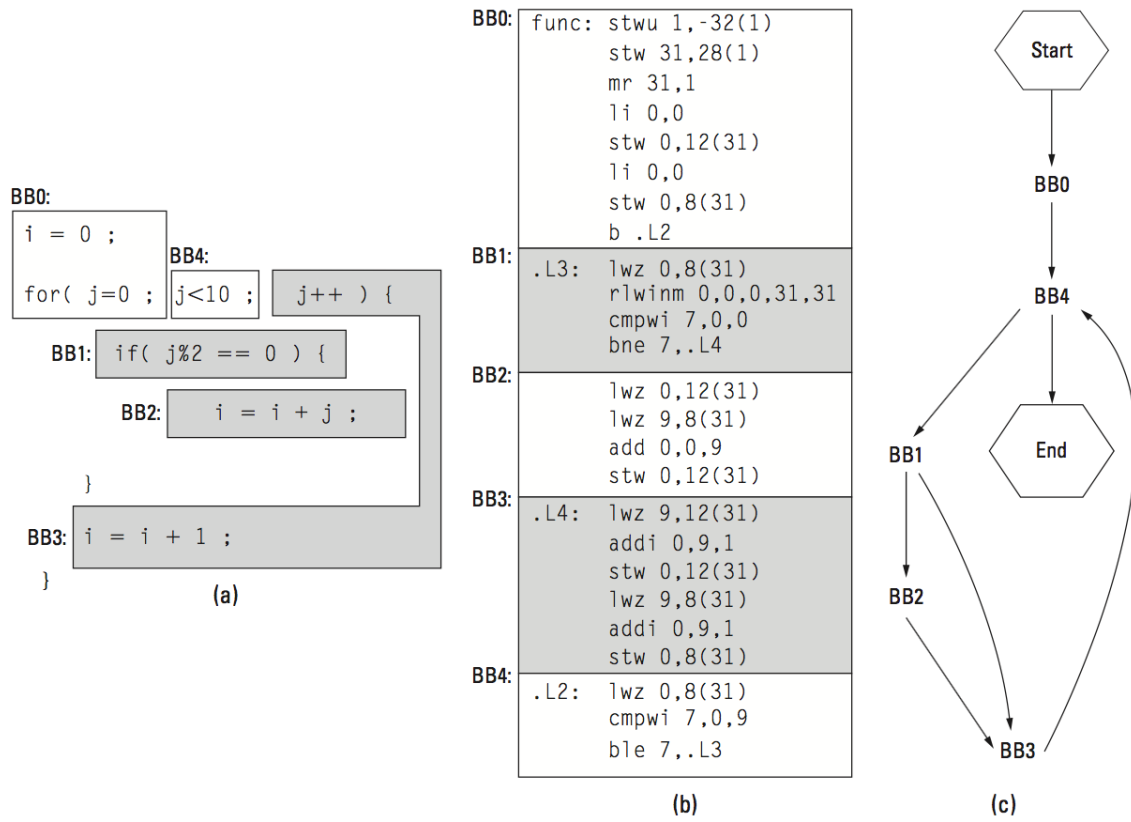 BB0:
i = 0 ;
BB4:
for( j=0 ; j<10 ; j++ ) {
BB1: if( j%2 == 0 ) {
BB2: i = i + j ;
}
BB3: i = i + 1 ;
}
(a)
BB0: func: stwu 1,-32(1)
stw 31,28(1)
mr 31,1
li 0,0
stw 0,12(31)
li 0,0
stw 0,8(31)
b .L2
BB1: .L3: lwz 0,8(31)
rlwinm 0,0,0,31,31
cmpwi 7,0,0
bne 7,.L4
BB2: lwz 0,12(31)
lwz 9,8(31)
add 0,0,9
stw 0,12(31)
BB3: .L4: lwz 9,12(31)
addi 0,9,1
stw 0,12(31)
lwz 9,8(31)
addi 0,9,1
stw 0,8(31)
BB4: .L2: lwz 0,8(31)
cmpwi 7,0,9
ble 7,.L3
(b)
Start
BB0
BB4
End
BB1
BB2
BB3
(c)